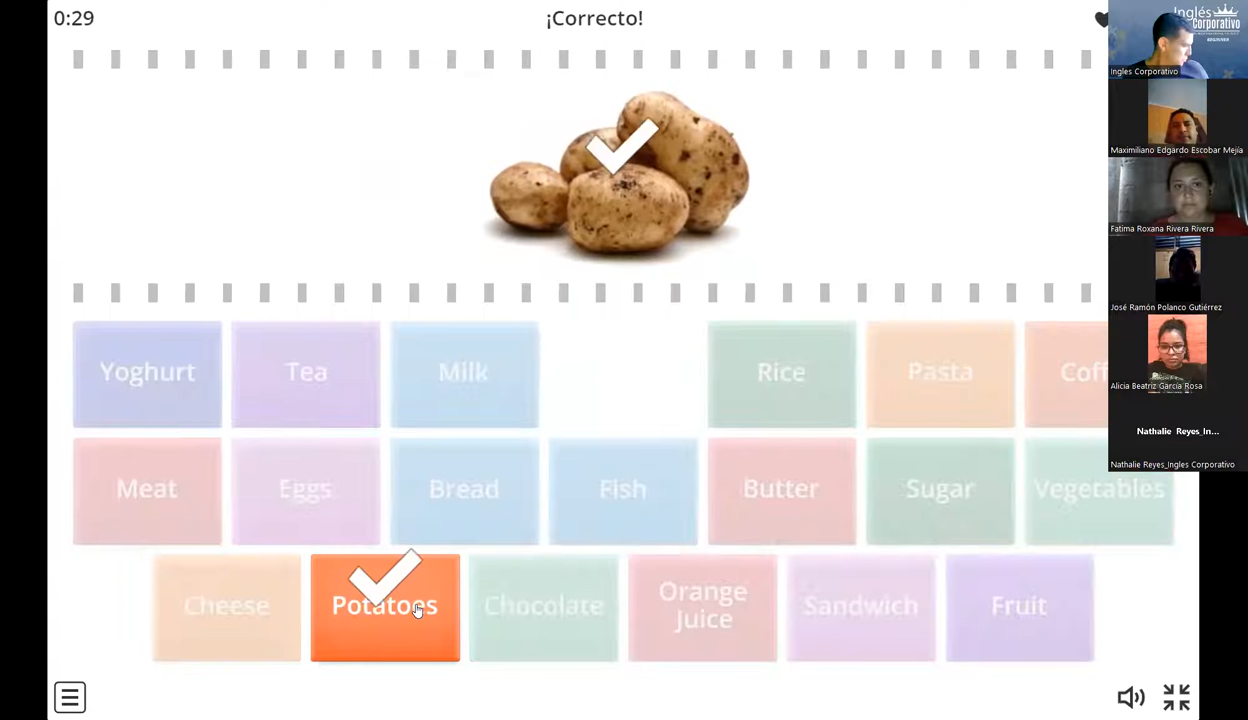 0:29
¡Correcto!
Inglés
Corporativo
BEGINNER
Ingles Corporativo
Maximiliano Edgardo Escobar Mejía
Fatima Roxana Rivera Rivera
José Ramón Polanco Gutiérrez
Alicia Beatriz García Rosa
Nathalie Reyes_In...
Nathalie Reyes_Ingles Corporativo
Yoghurt Tea Milk Rice Pasta Coff
Meat Eggs Bread Fish Butter Sugar Vegetables
Cheese Potatoes Chocolate Orange Juice Sandwich Fruit